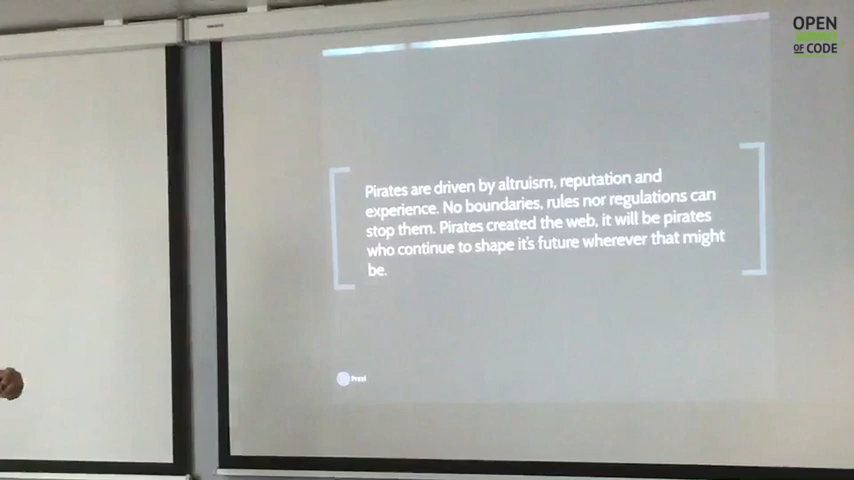 OPEN
OF CODE
Pirates are driven by altruism, reputation and
experience. No boundaries, rules nor regulations can
stop them. Pirates created the web, it will be pirates
who continue to shape it's future wherever that might
be.
Prezi